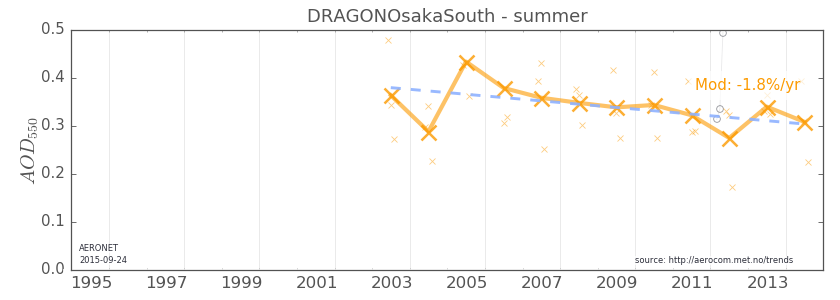 DRAGONOsakaSouth - summer
0.5
0.4
0.3
0.2
0.1
0.0
AOD550
Mod: -1.8%/yr
AERONET
2015-09-24
source: http://aerocom.met.no/trends
1995 1997 1999 2001 2003 2005 2007 2009 2011 2013